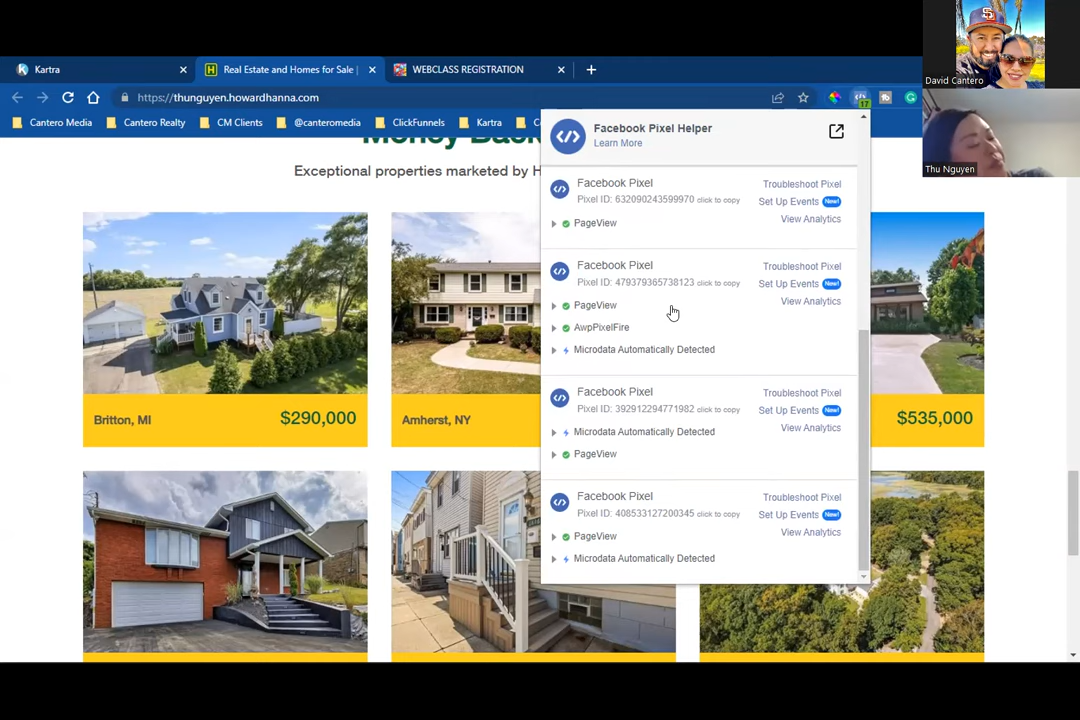 Kartra
Real Estate and Homes for Sale |
WEBCLASS REGISTRATION
https://thunguyen.howardhanna.com
17
Cantero Media
Cantero Realty
CM Clients
@canteromedia
ClickFunnels
Kartra
David Cantero
Thu Nguyen
Exceptional properties marketed by H
Facebook Pixel Helper
Learn More
Facebook Pixel
Troubleshoot Pixel
Pixel ID: 632090243599970 click to copy
Set Up Events New!
View Analytics
PageView
Facebook Pixel
Troubleshoot Pixel
Pixel ID: 479379365738123 click to copy
Set Up Events New!
View Analytics
PageView
AwpPixelFire
Microdata Automatically Detected
Facebook Pixel
Troubleshoot Pixel
Pixel ID: 392912294771982 click to copy
Set Up Events New!
View Analytics
Microdata Automatically Detected
PageView
Facebook Pixel
Troubleshoot Pixel
Pixel ID: 408533127200345 click to copy
Set Up Events New!
View Analytics
PageView
Microdata Automatically Detected
Britton, MI
$290,000
Amherst, NY
$535,000